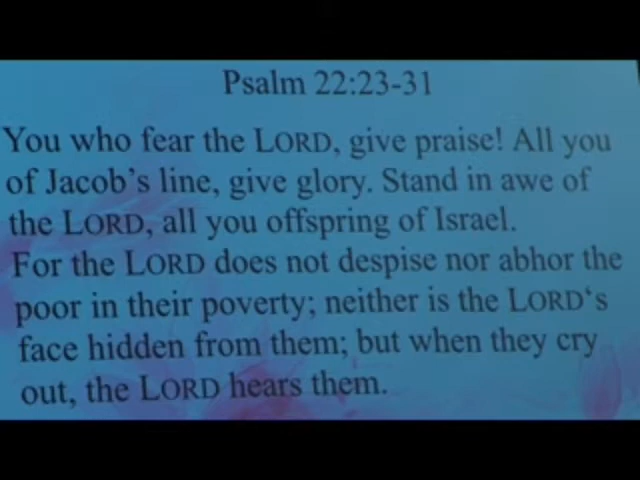 Psalm 22:23-31
You who fear the LORD, give praise! All you
of Jacob's line, give glory. Stand in awe of
the LORD, all you offspring of Israel.
For the LORD does not despise nor abhor the
poor in their poverty; neither is the LORD‘s
face hidden from them; but when they cry
out, the LORD hears them.